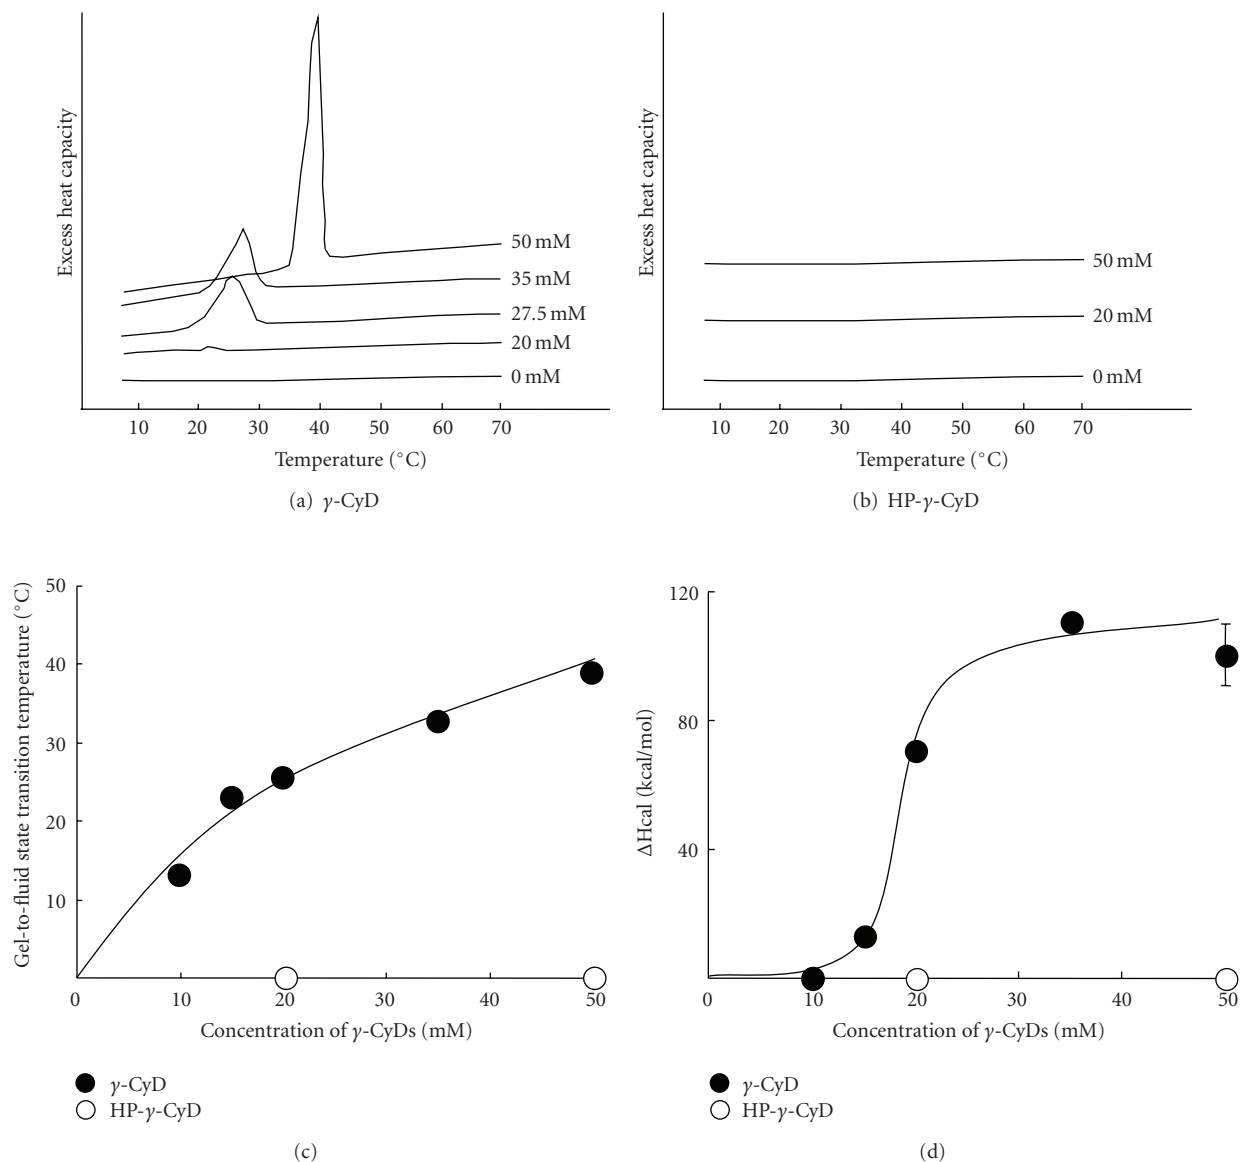 Excess heat capacity
50 mM
35 mM
27.5 mM
20 mM
0 mM
10 20 30 40 50 60 70
Temperature (°C)
(a) γ-CyD
Excess heat capacity
50 mM
20 mM
0 mM
10 20 30 40 50 60 70
Temperature (°C)
(b) HP-γ-CyD
Gel-to-fluid state transition temperature (°C)
50
40
30
20
10
0 10 20 30 40 50
Concentration of γ-CyDs (mM)
γ-CyD
HP-γ-CyD
(c)
ΔHcal (kcal/mol)
120
80
40
0 10 20 30 40 50
Concentration of γ-CyDs (mM)
γ-CyD
HP-γ-CyD
(d)